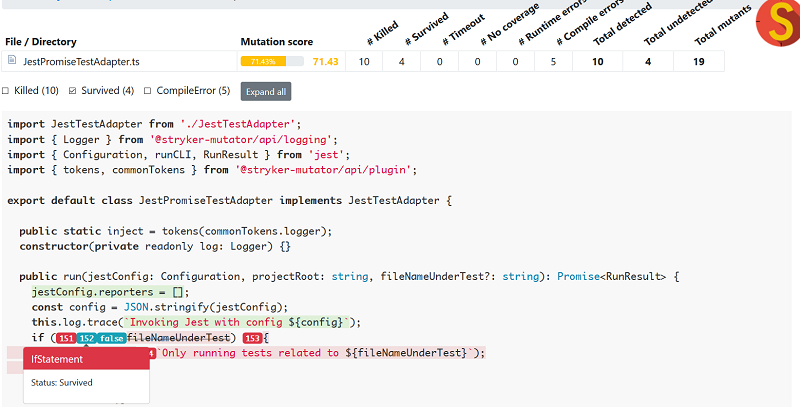 # Killed
# Survived
# Timeout
# No coverage
# Runtime errors
# Compile errors
Total detected
Total undetected
Total mutants
S
File / Directory Mutation score
JestPromiseTestAdapter.ts 71.43% 71.43 10 4 0 0 0 5 10 4 19
Killed (10) Survived (4) CompileError (5) Expand all
import JestTestAdapter from './JestTestAdapter';
import { Logger } from '@stryker-mutator/api/logging';
import { Configuration, runCLI, RunResult } from 'jest';
import { tokens, commonTokens } from '@stryker-mutator/api/plugin';
export default class JestPromiseTestAdapter implements JestTestAdapter {
public static inject = tokens(commonTokens.logger);
constructor(private readonly log: Logger) {}
public run(jestConfig: Configuration, projectRoot: string, fileNameUnderTest?: string): Promise<RunResult> {
jestConfig.reporters = [];
const config = JSON.stringify(jestConfig);
this.log.trace(`Invoking Jest with config ${config}`);
if (151 152 false fileNameUnderTest) 153 {
4 `Only running tests related to ${fileNameUnderTest}`);
IfStatement
Status: Survived